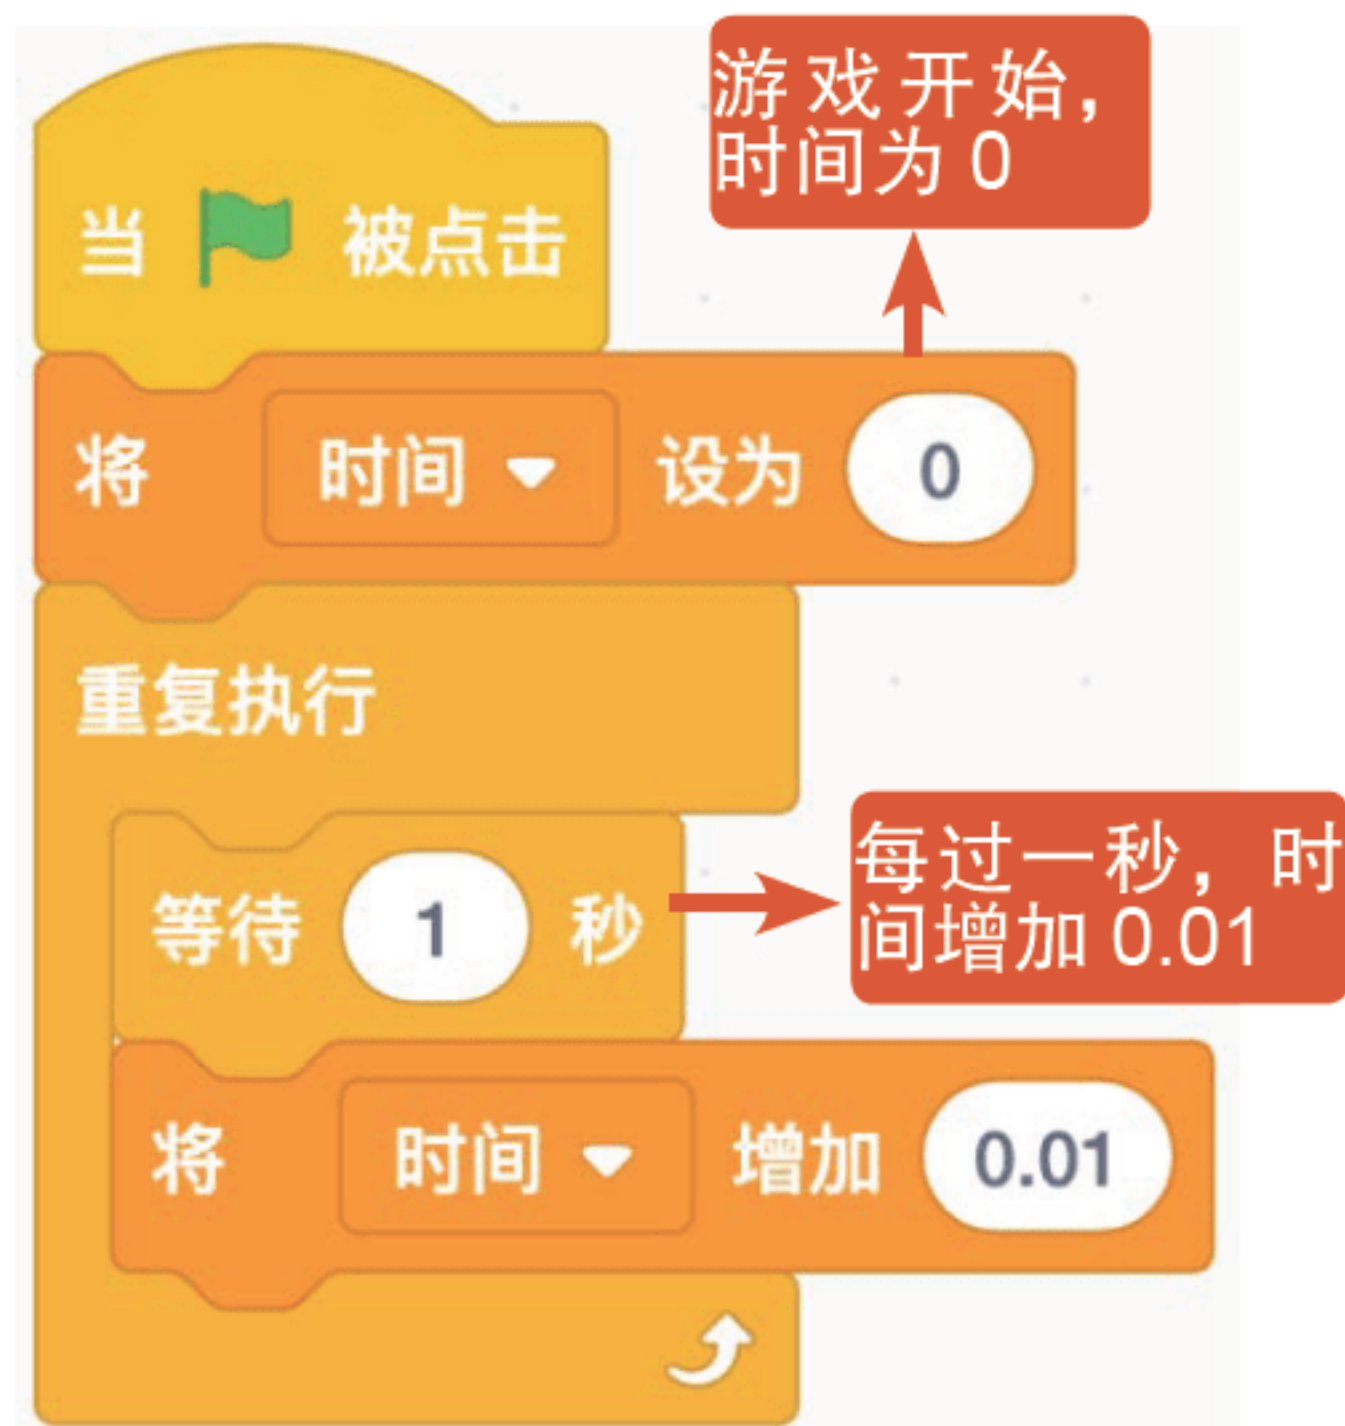 游戏开始，
时间为 0
当 被点击
将 时间 设为 0
重复执行
等待 1 秒
每过一秒，时
间增加 0.01
将 时间 增加 0.01